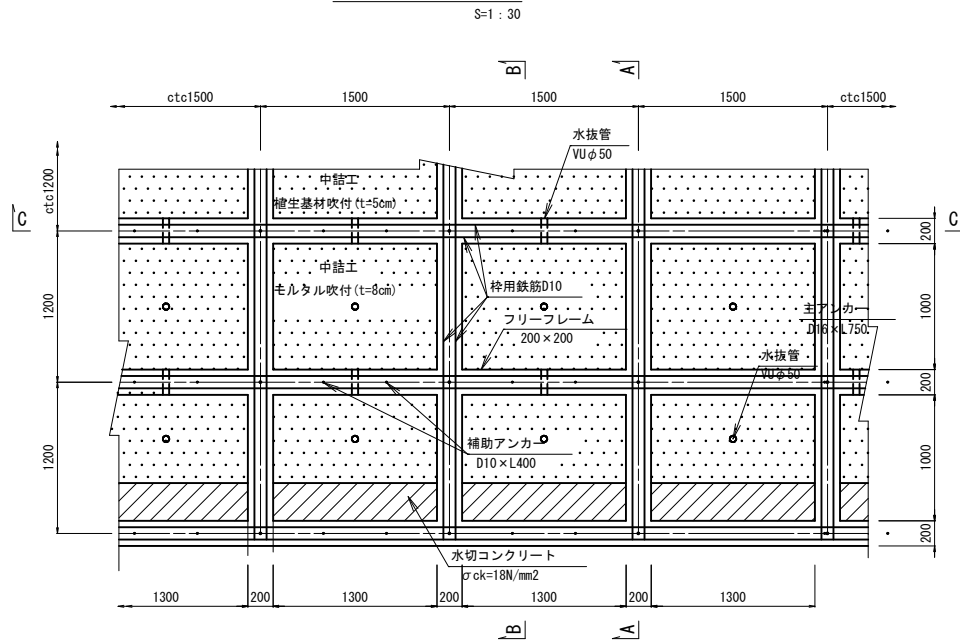 S=1：30
B
A
ctc1500
1500
1500
1500
ctc1500
水抜管
VUφ50
ctc1200
中詰工
植生基材吹付(t=5cm)
C
C
200
中詰工
モルタル吹付(t=8cm)
枠用鉄筋D10
1200
1000
主アンカー
D16×L750
フリーフレーム
200×200
水抜管
VUφ50
200
補助アンカー
D10×L400
1200
1000
水切コンクリート
σck=18N/mm2
200
1300
200
1300
200
1300
200
1300
B
A